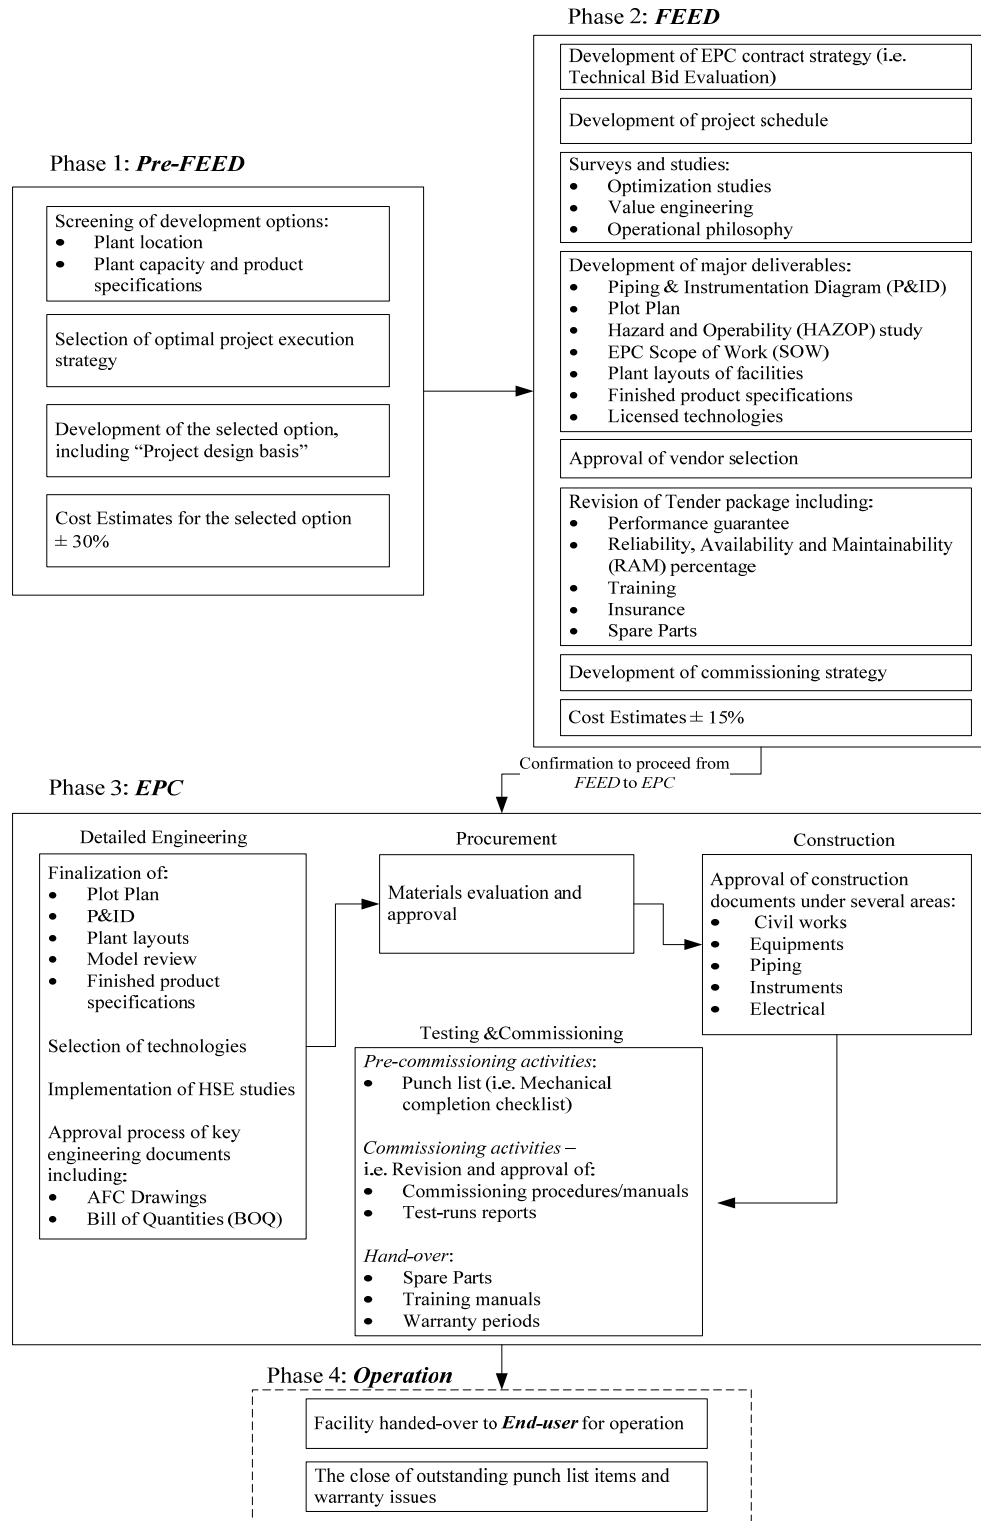 Phase 1: Pre-FEED
Screening of development options:
● Plant location
● Plant capacity and product
specifications
Selection of optimal project execution
strategy
Development of the selected option,
including “Project design basis”
Cost Estimates for the selected option
± 30%
Phase 2: FEED
Development of EPC contract strategy (i.e.
Technical Bid Evaluation)
Development of project schedule
Surveys and studies:
● Optimization studies
● Value engineering
● Operational philosophy
Development of major deliverables:
● Piping & Instrumentation Diagram (P&ID)
● Plot Plan
● Hazard and Operability (HAZOP) study
● EPC Scope of Work (SOW)
● Plant layouts of facilities
● Finished product specifications
● Licensed technologies
Approval of vendor selection
Revision of Tender package including:
● Performance guarantee
● Reliability, Availability and Maintainability
(RAM) percentage
● Training
● Insurance
● Spare Parts
Development of commissioning strategy
Cost Estimates ± 15%
Confirmation to proceed from
FEED to EPC
Phase 3: EPC
Detailed Engineering
Finalization of:
● Plot Plan
● P&ID
● Plant layouts
● Model review
● Finished product
specifications
Selection of technologies
Implementation of HSE studies
Approval process of key
engineering documents
including:
● AFC Drawings
● Bill of Quantities (BOQ)
Procurement
Materials evaluation and
approval
Construction
Approval of construction
documents under several areas:
● Civil works
● Equipments
● Piping
● Instruments
● Electrical
Testing &Commissioning
Pre-commissioning activities:
● Punch list (i.e. Mechanical
completion checklist)
Commissioning activities –
i.e. Revision and approval of:
● Commissioning procedures/manuals
● Test-runs reports
Hand-over:
● Spare Parts
● Training manuals
● Warranty periods
Phase 4: Operation
Facility handed-over to End-user for operation
The close of outstanding punch list items and
warranty issues